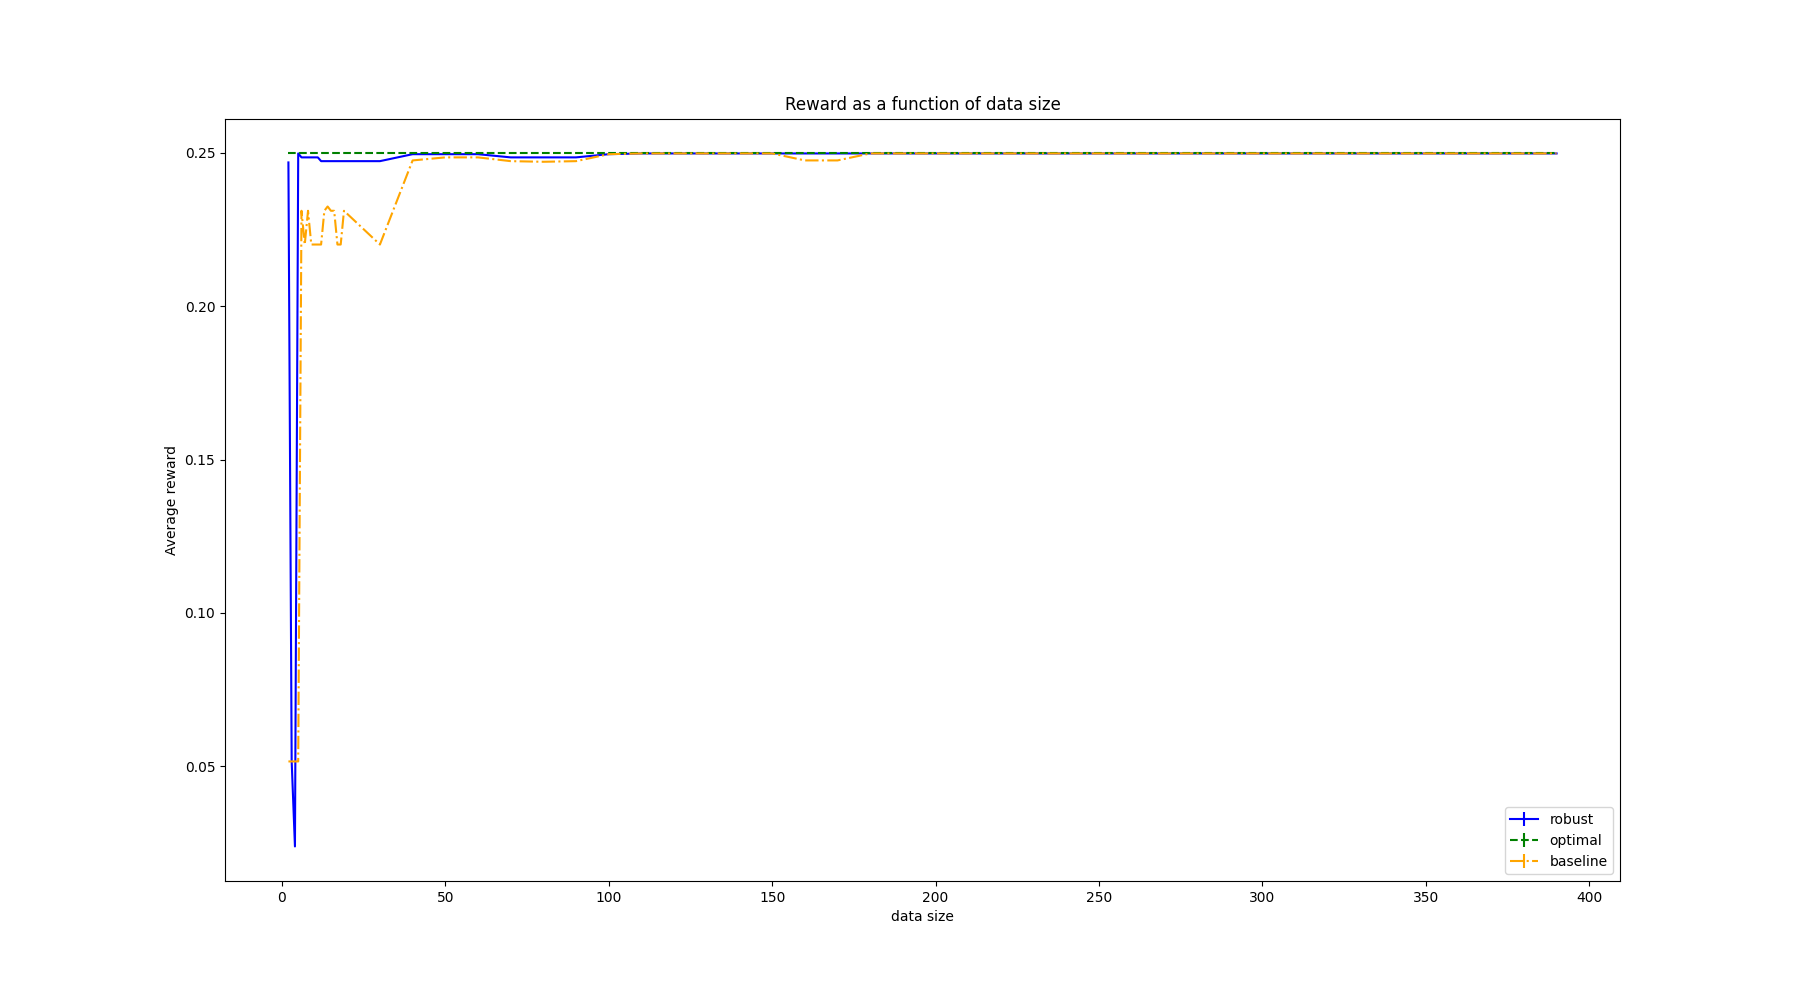 Reward as a function of data size
0.25
0.20
0.15
0.10
0.05
Average reward
0 50 100 150 200 250 300 350 400
data size
robust
optimal
baseline